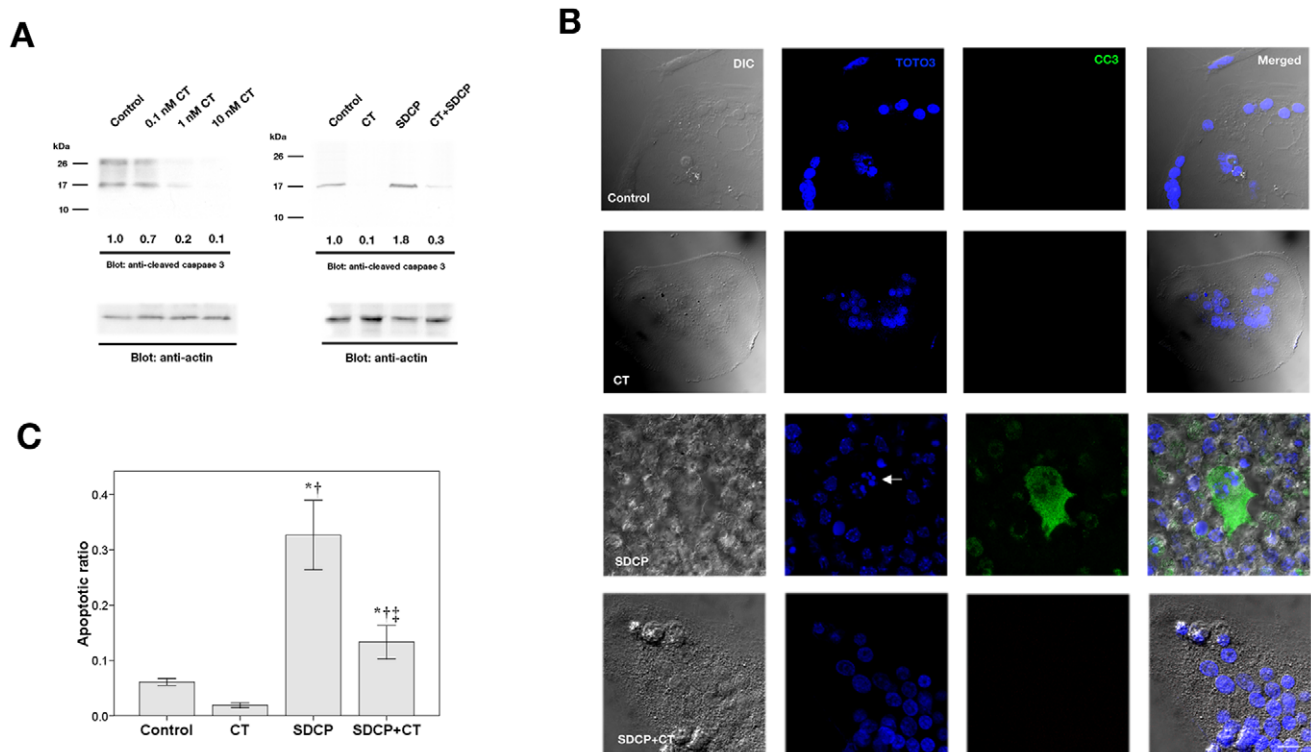 A
Control
0.1 nM CT
1 nM CT
10 nM CT
kDa
26
17
10
1.0 0.7 0.2 0.1
Blot: anti-cleaved caspase 3
Blot: anti-actin
Control
CT
SDCP
CT+SDCP
kDa
26
17
10
1.0 0.1 1.8 0.3
Blot: anti-cleaved caspase 3
Blot: anti-actin
B
DIC
TOTO3
CC3
Merged
Control
CT
SDCP
SDCP+CT
C
Apoptotic ratio
0.4
0.3
0.2
0.1
0.0
*†
*†‡
Control CT SDCP SDCP+CT